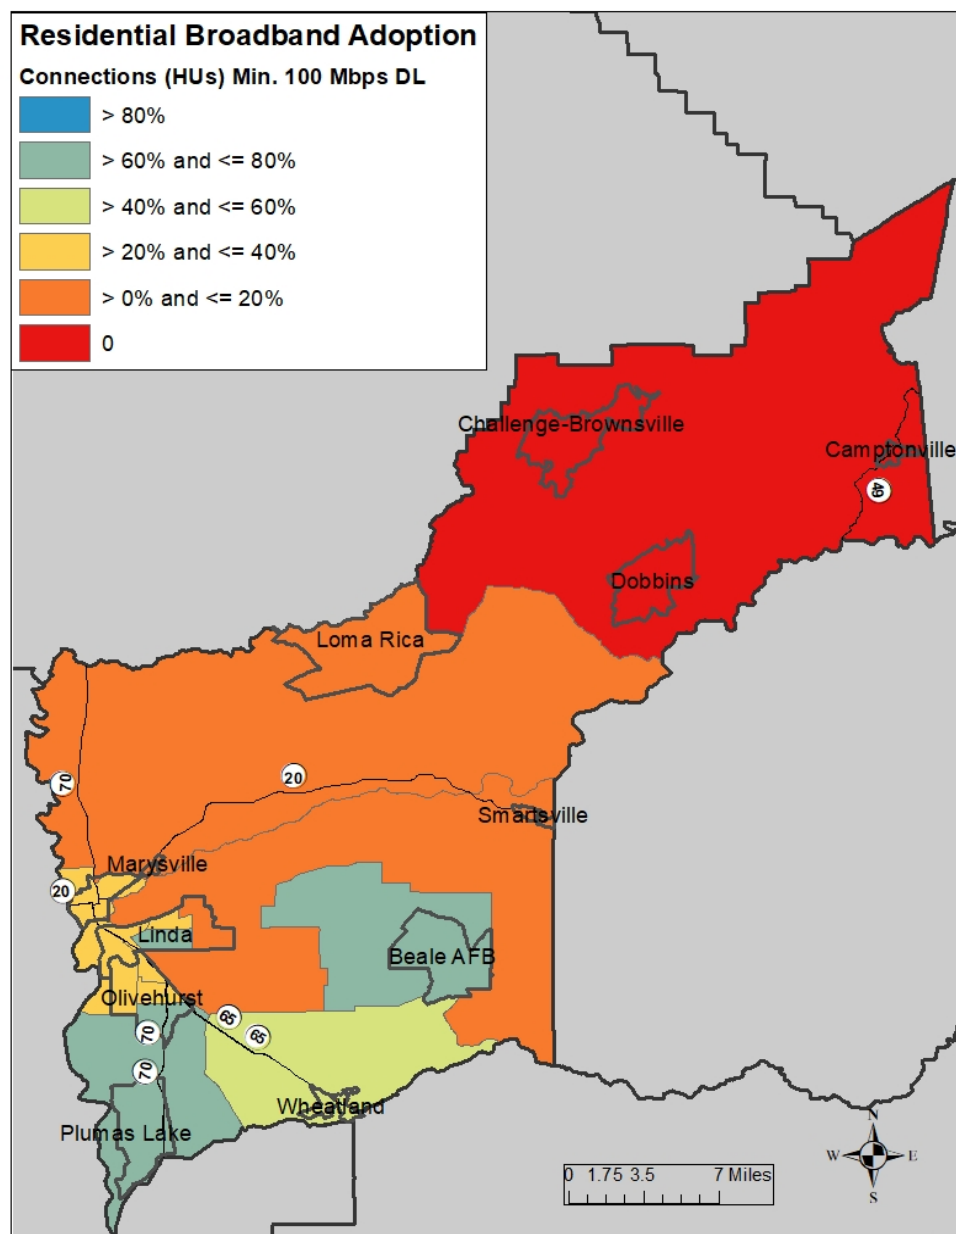 Residential Broadband Adoption
Connections (HUs) Min. 100 Mbps DL
> 80%
> 60% and <= 80%
> 40% and <= 60%
> 20% and <= 40%
> 0% and <= 20%
0
Challenge-Brownsville
Camptonville
49
Dobbins
Loma Rica
70
20
Smartsville
Marysville
20
Linda
Beale AFB
Olivehurst
65
70
65
70
Wheatland
Plumas Lake
N
W E
S
0 1.75 3.5 7 Miles